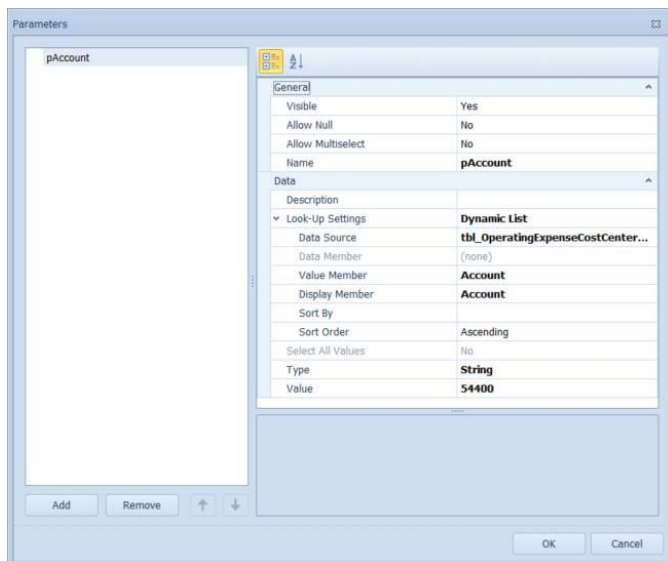 Parameters
pAccount
General
Visible Yes
Allow Null No
Allow Multiselect No
Name pAccount
Data
Description
Look-Up Settings Dynamic List
Data Source tbl_OperatingExpenseCostCenter...
Data Member (none)
Value Member Account
Display Member Account
Sort By
Sort Order Ascending
Select All Values No
Type String
Value 54400
Add Remove
OK Cancel